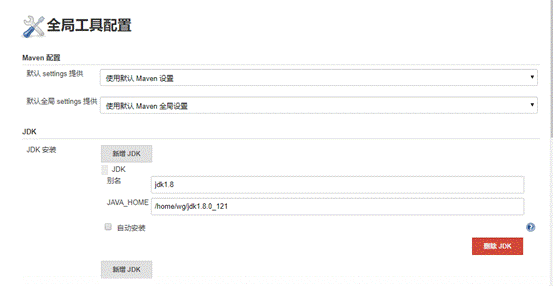 全局工具配置
Maven 配置
默认 settings 提供 使用默认 Maven 设置
默认全局 settings 提供 使用默认 Maven 全局设置
JDK
JDK 安装 新增 JDK
JDK
别名 jdk1.8
JAVA_HOME /home/wg/jdk1.8.0_121
自动安装
删除 JDK
新增 JDK